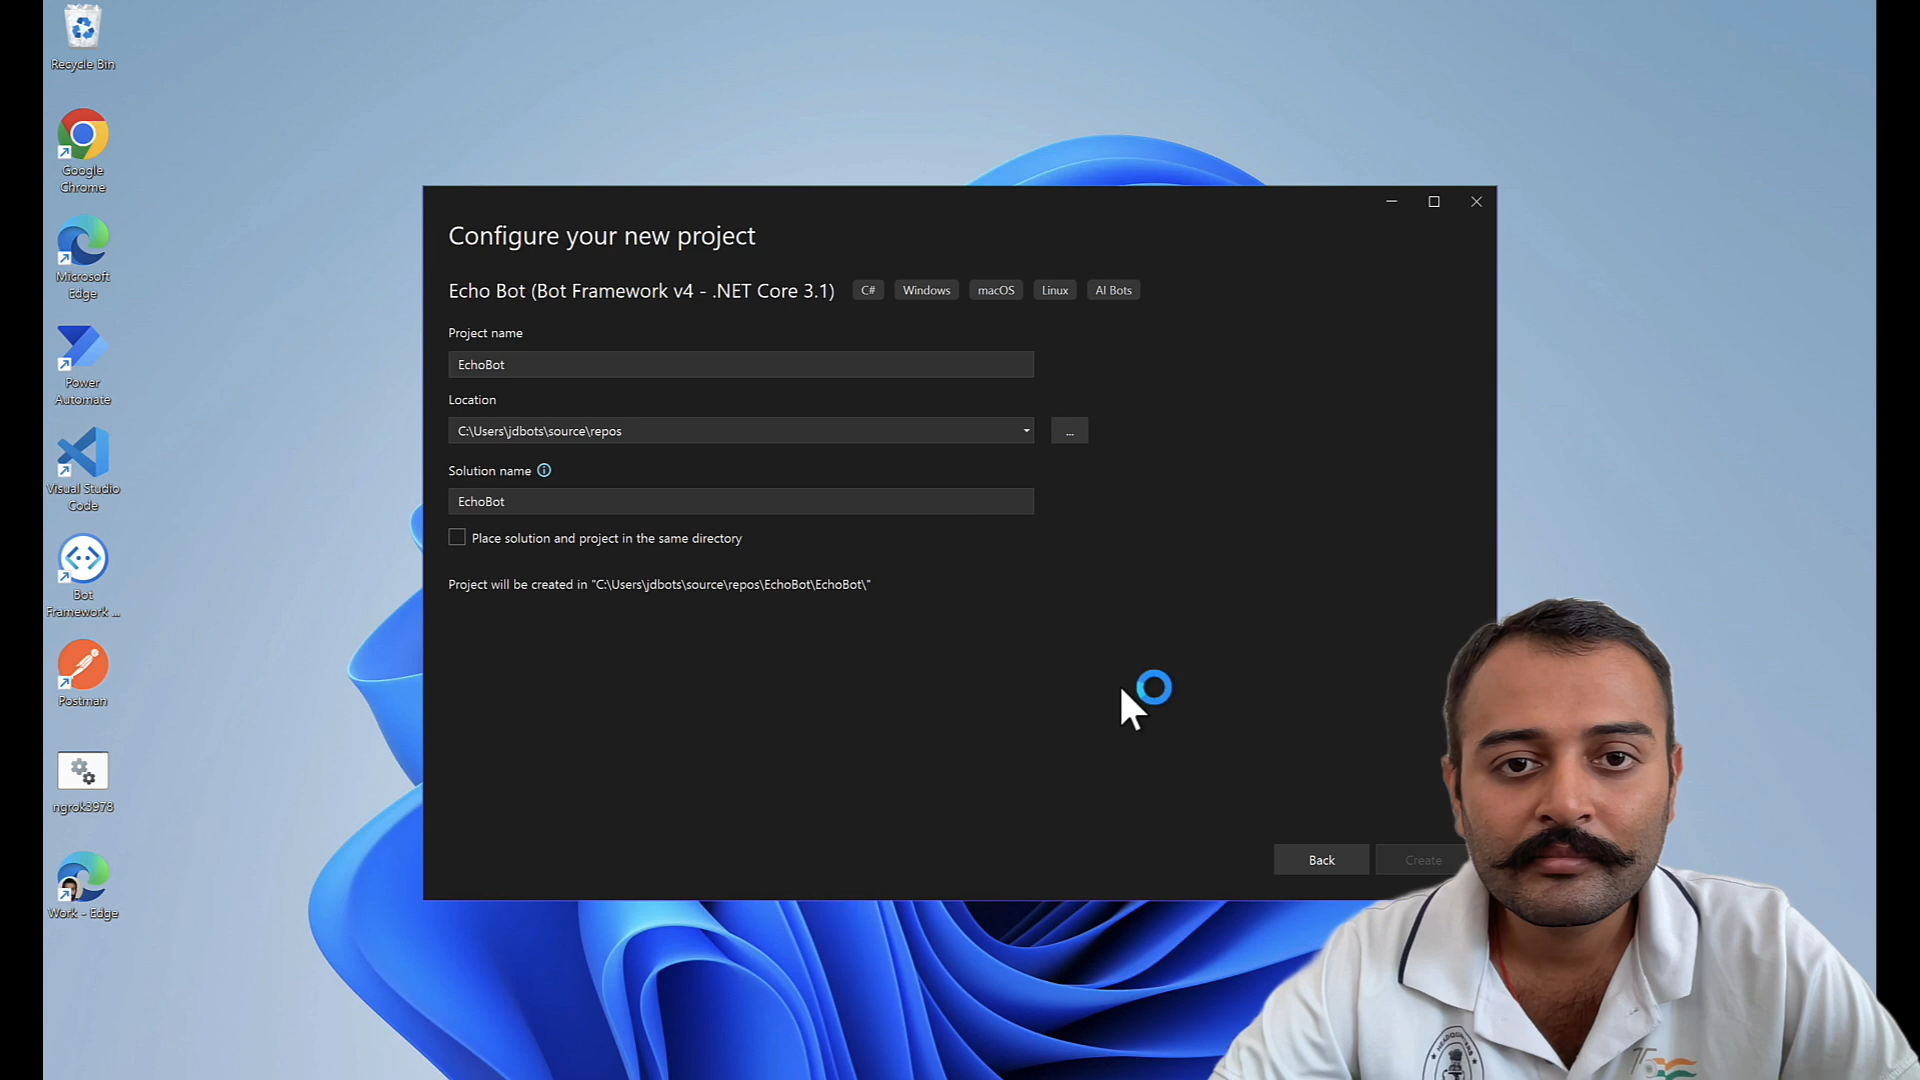 Recycle Bin
Google
Chrome
Microsoft
Edge
Power
Automate
Visual Studio
Code
Bot
Framework ...
Postman
ngrok3978
Work - Edge
Configure your new project
Echo Bot (Bot Framework v4 - .NET Core 3.1)
C#
Windows
macOS
Linux
AI Bots
Project name
EchoBot
Location
C:\Users\jdbots\source\repos
...
Solution name
EchoBot
Place solution and project in the same directory
Project will be created in "C:\Users\jdbots\source\repos\EchoBot\EchoBot\"
Back
Create